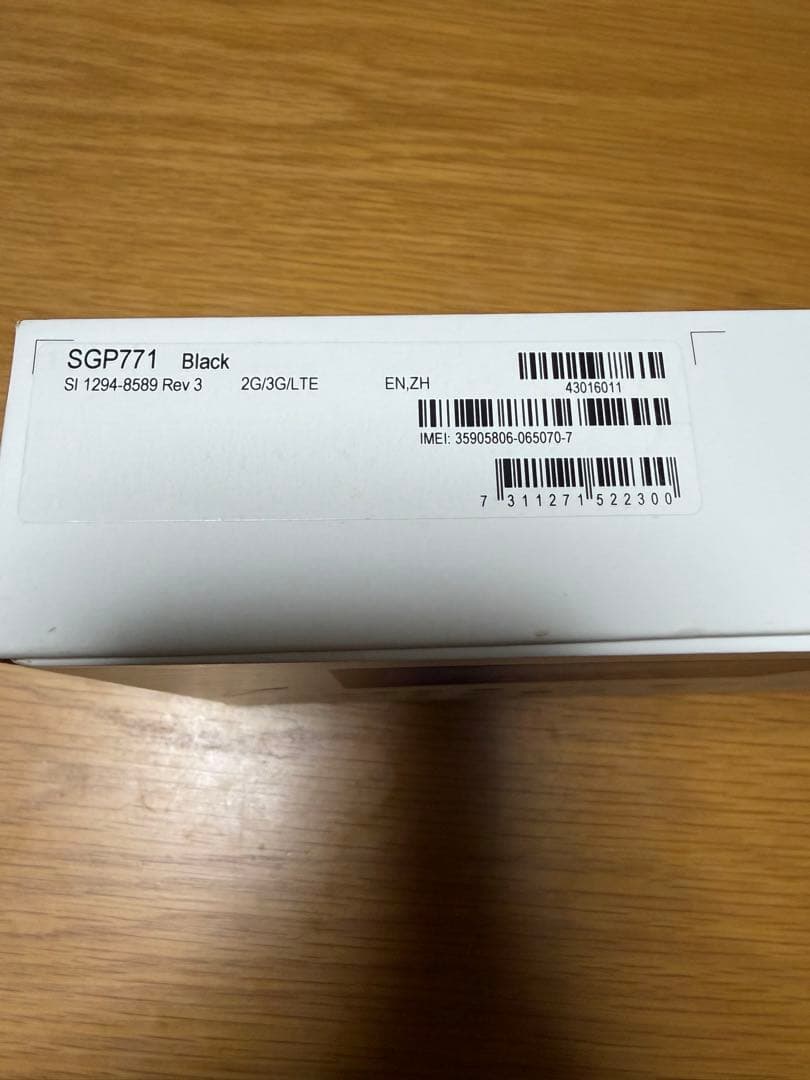 SGP771 Black
SI 1294-8589 Rev 3 2G/3G/LTE EN,ZH
43016011
IMEI: 35905806-065070-7
7 311271 522300